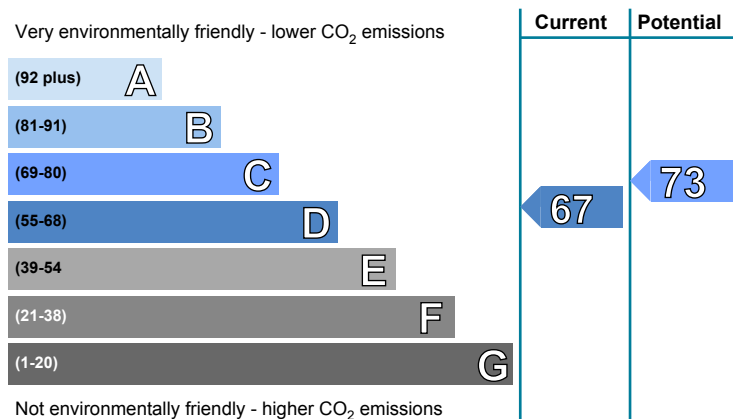 Very environmentally friendly - lower CO2 emissions
Current
Potential
(92 plus) A
(81-91) B
(69-80) C
(55-68) D
(39-54 E
(21-38) F
(1-20) G
67
73
Not environmentally friendly - higher CO2 emissions